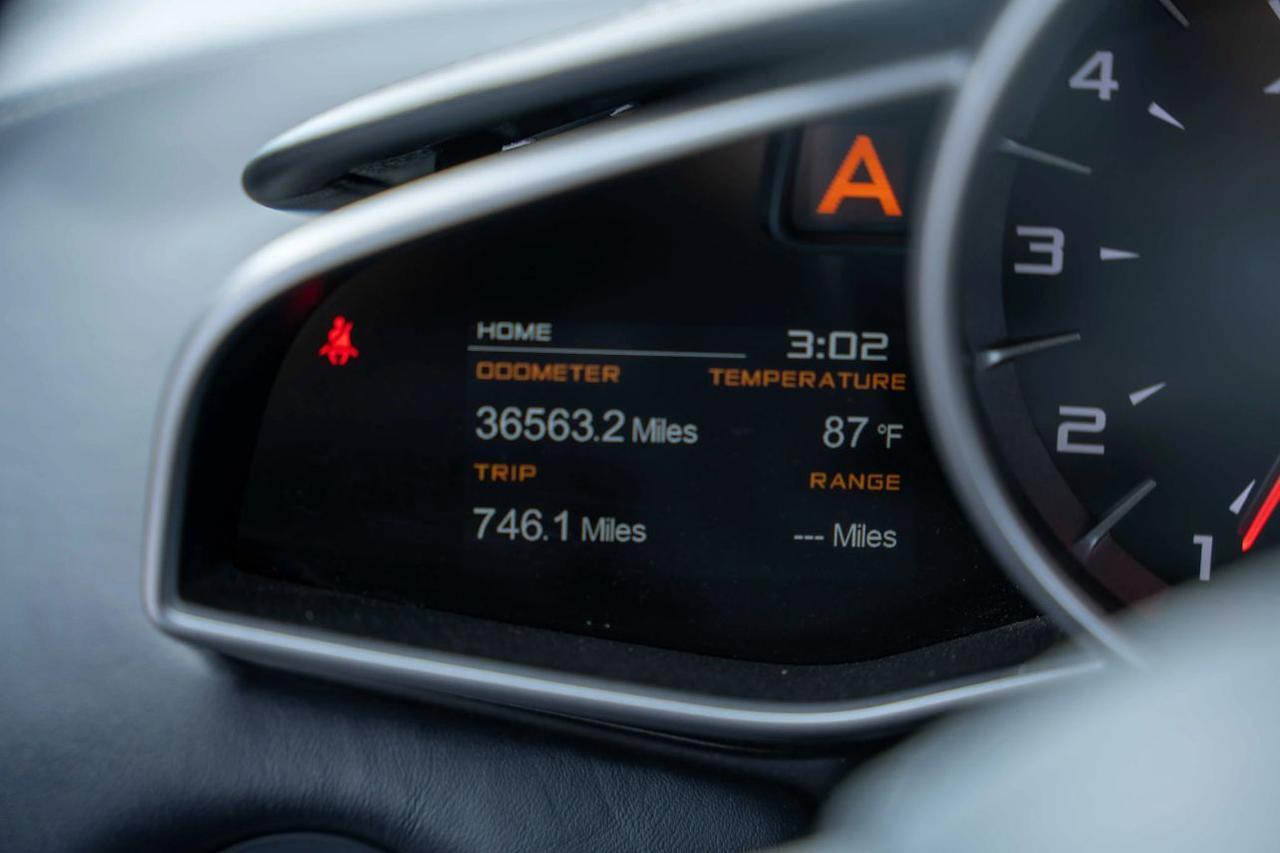 A
HOME 3:02
ODOMETER TEMPERATURE
36563.2 Miles 87 °F
TRIP RANGE
746.1 Miles --- Miles
4
3
2
1